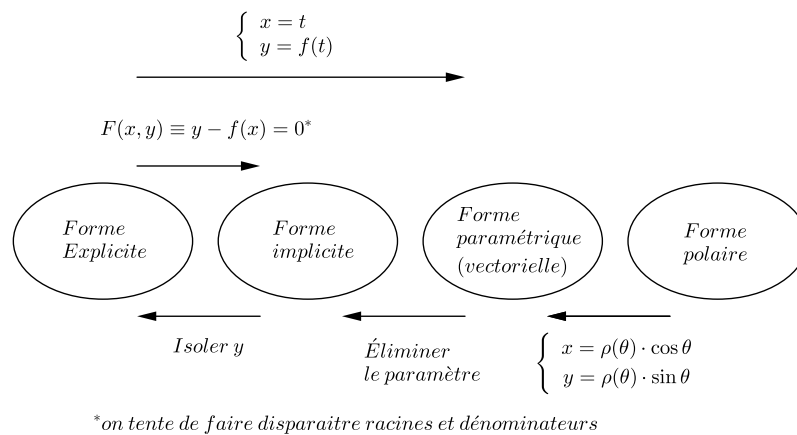 x = t
y = f(t)
F(x, y) ≡ y − f(x) = 0*
Forme
Explicite
Forme
implicite
Forme
paramétrique
(vectorielle)
Forme
polaire
Isoler y
Éliminer
le paramètre
x = ρ(θ) · cos θ
y = ρ(θ) · sin θ
*on tente de faire disparaitre racines et dénominateurs